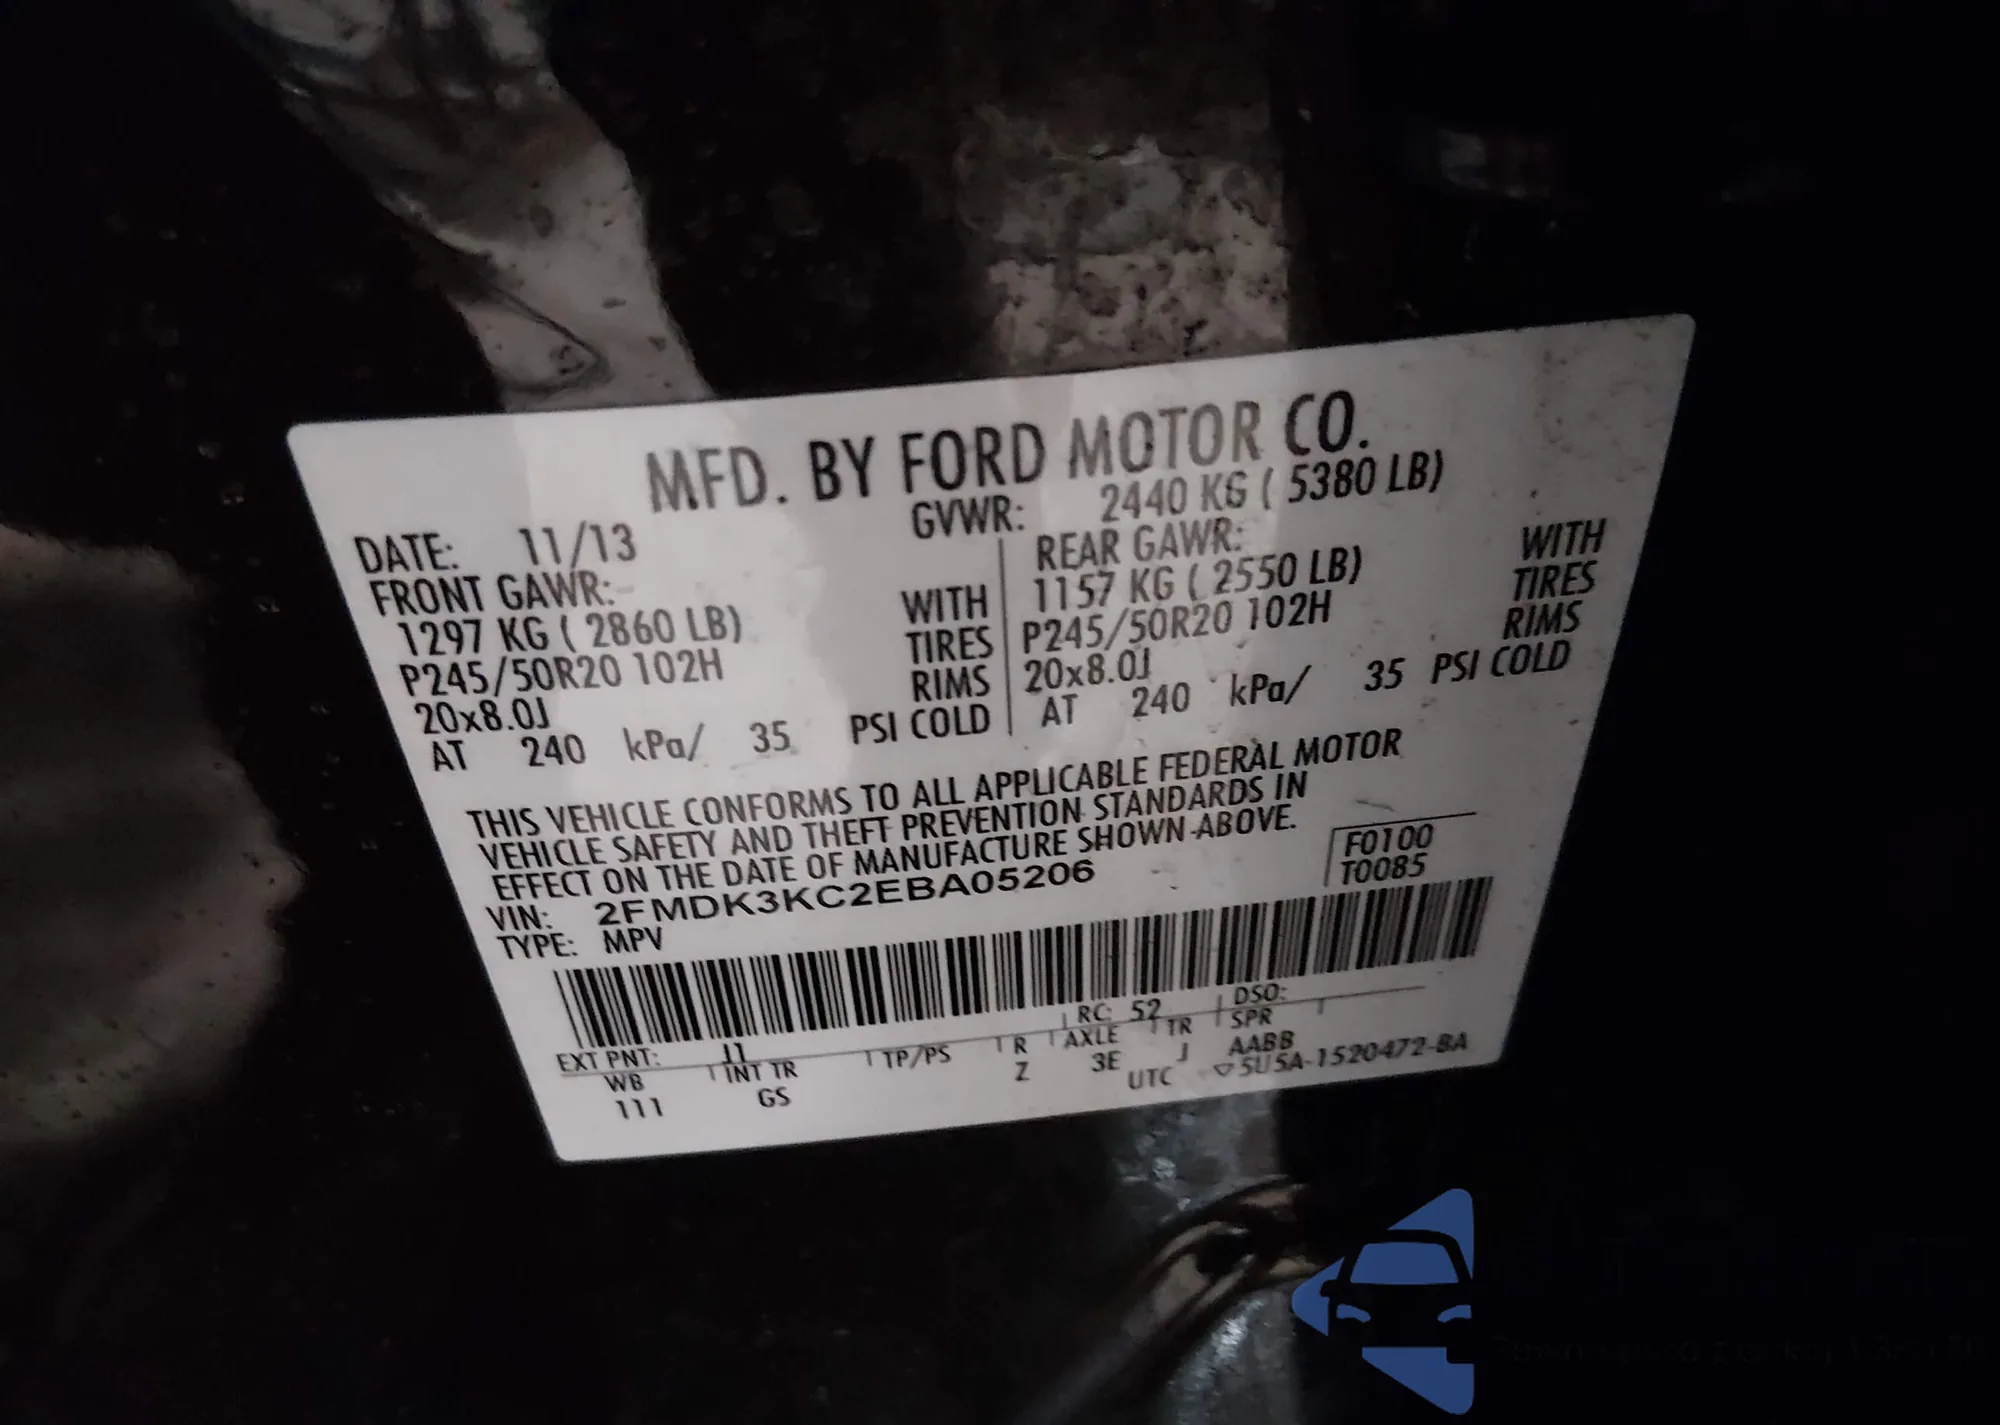 MFD. BY FORD MOTOR CO.
DATE: 11/13 GVWR: 2440 KG ( 5380 LB)
FRONT GAWR: REAR GAWR:
1297 KG ( 2860 LB) WITH 1157 KG ( 2550 LB) WITH
P245/50R20 102H TIRES P245/50R20 102H TIRES
20x8.0J RIMS 20x8.0J RIMS
AT 240 kPa/ 35 PSI COLD AT 240 kPa/ 35 PSI COLD
THIS VEHICLE CONFORMS TO ALL APPLICABLE FEDERAL MOTOR
VEHICLE SAFETY AND THEFT PREVENTION STANDARDS IN
EFFECT ON THE DATE OF MANUFACTURE SHOWN ABOVE.
VIN: 2FMDK3KC2EBA05206 F0100
TYPE: MPV T0085
EXT PNT: J1 RC: 52 DSO:
WB INT TR TP/PS R AXLE TR SPR
111 GS Z 3E J AABB
UTC ▽5U5A-1520472-BA